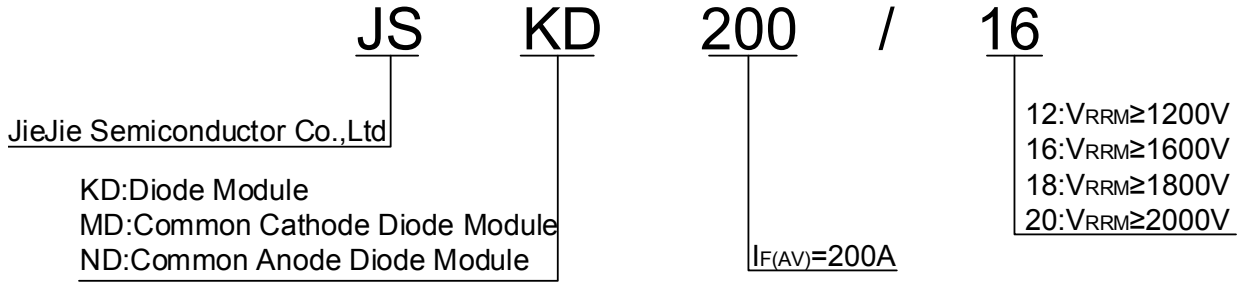 JS KD 200 / 16
JieJie Semiconductor Co.,Ltd
KD:Diode Module
MD:Common Cathode Diode Module
ND:Common Anode Diode Module
IF(AV)=200A
12:VRRM≥1200V
16:VRRM≥1600V
18:VRRM≥1800V
20:VRRM≥2000V